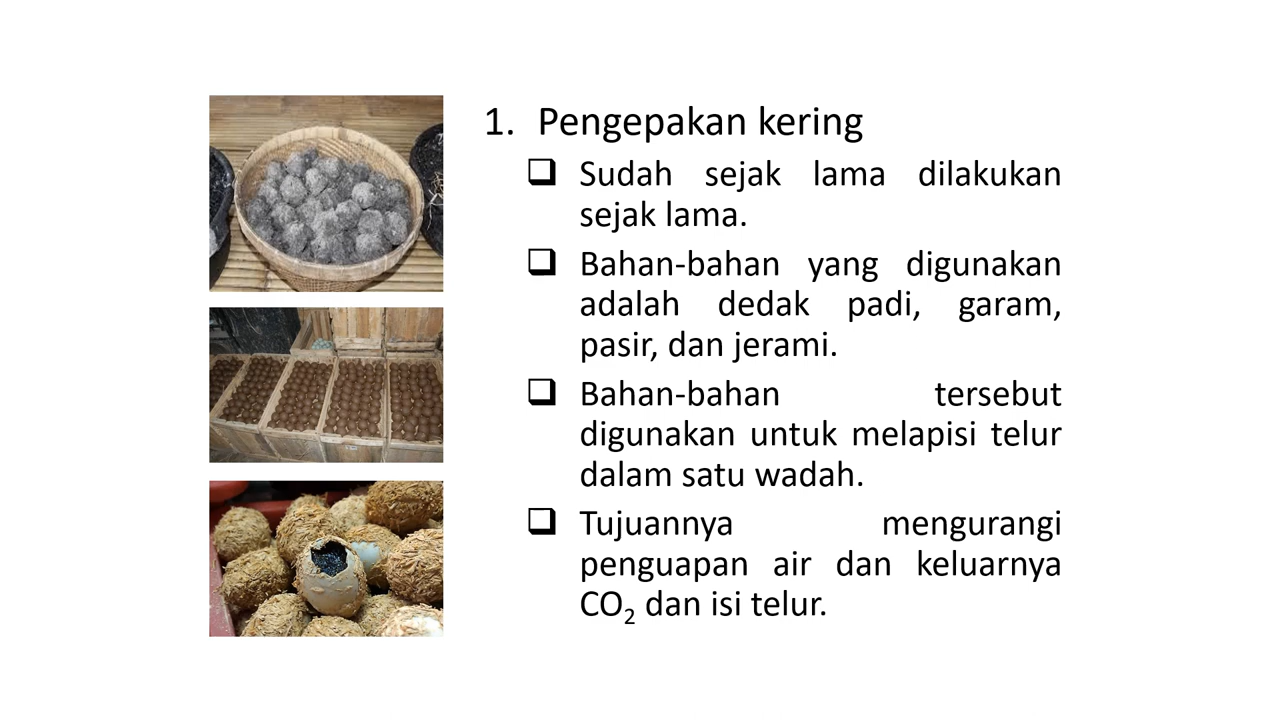 1. Pengepakan kering
❑ Sudah sejak lama dilakukan
sejak lama.
❑ Bahan-bahan yang digunakan
adalah dedak padi, garam,
pasir, dan jerami.
❑ Bahan-bahan tersebut
digunakan untuk melapisi telur
dalam satu wadah.
❑ Tujuannya mengurangi
penguapan air dan keluarnya
CO₂ dan isi telur.